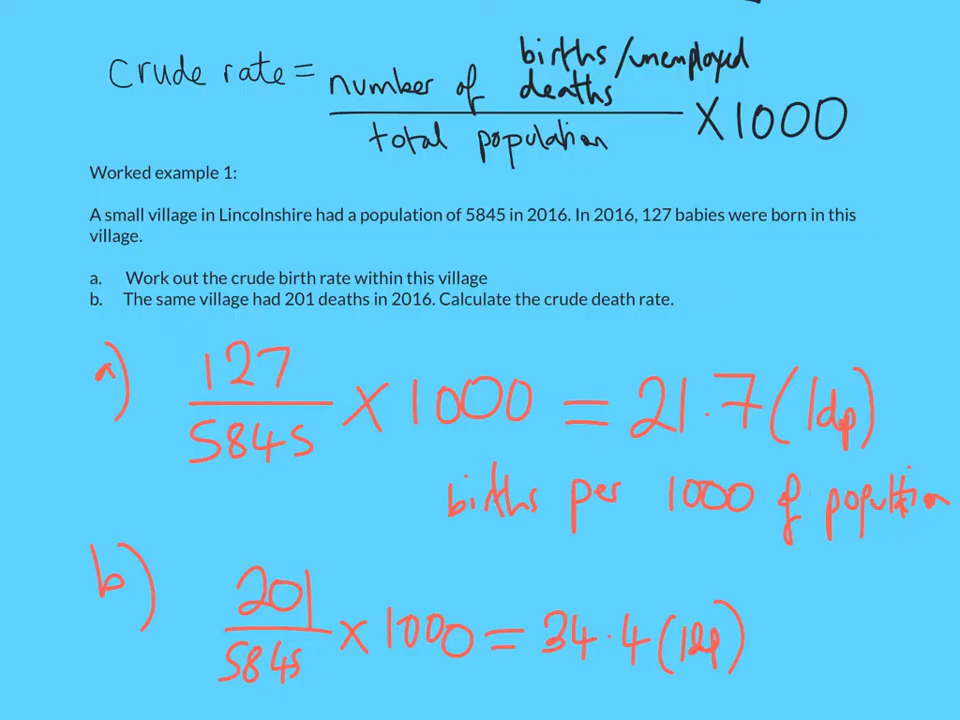 births/unemployed
crude rate = number of deaths
total population × 1000
Worked example 1:
A small village in Lincolnshire had a population of 5845 in 2016. In 2016, 127 babies were born in this
village.
a. Work out the crude birth rate within this village
b. The same village had 201 deaths in 2016. Calculate the crude death rate.
a) 127
5845 × 1000 = 21.7 (1dp)
births per 1000 of population
b) 201
5845 × 1000 = 34.4 (1dp)